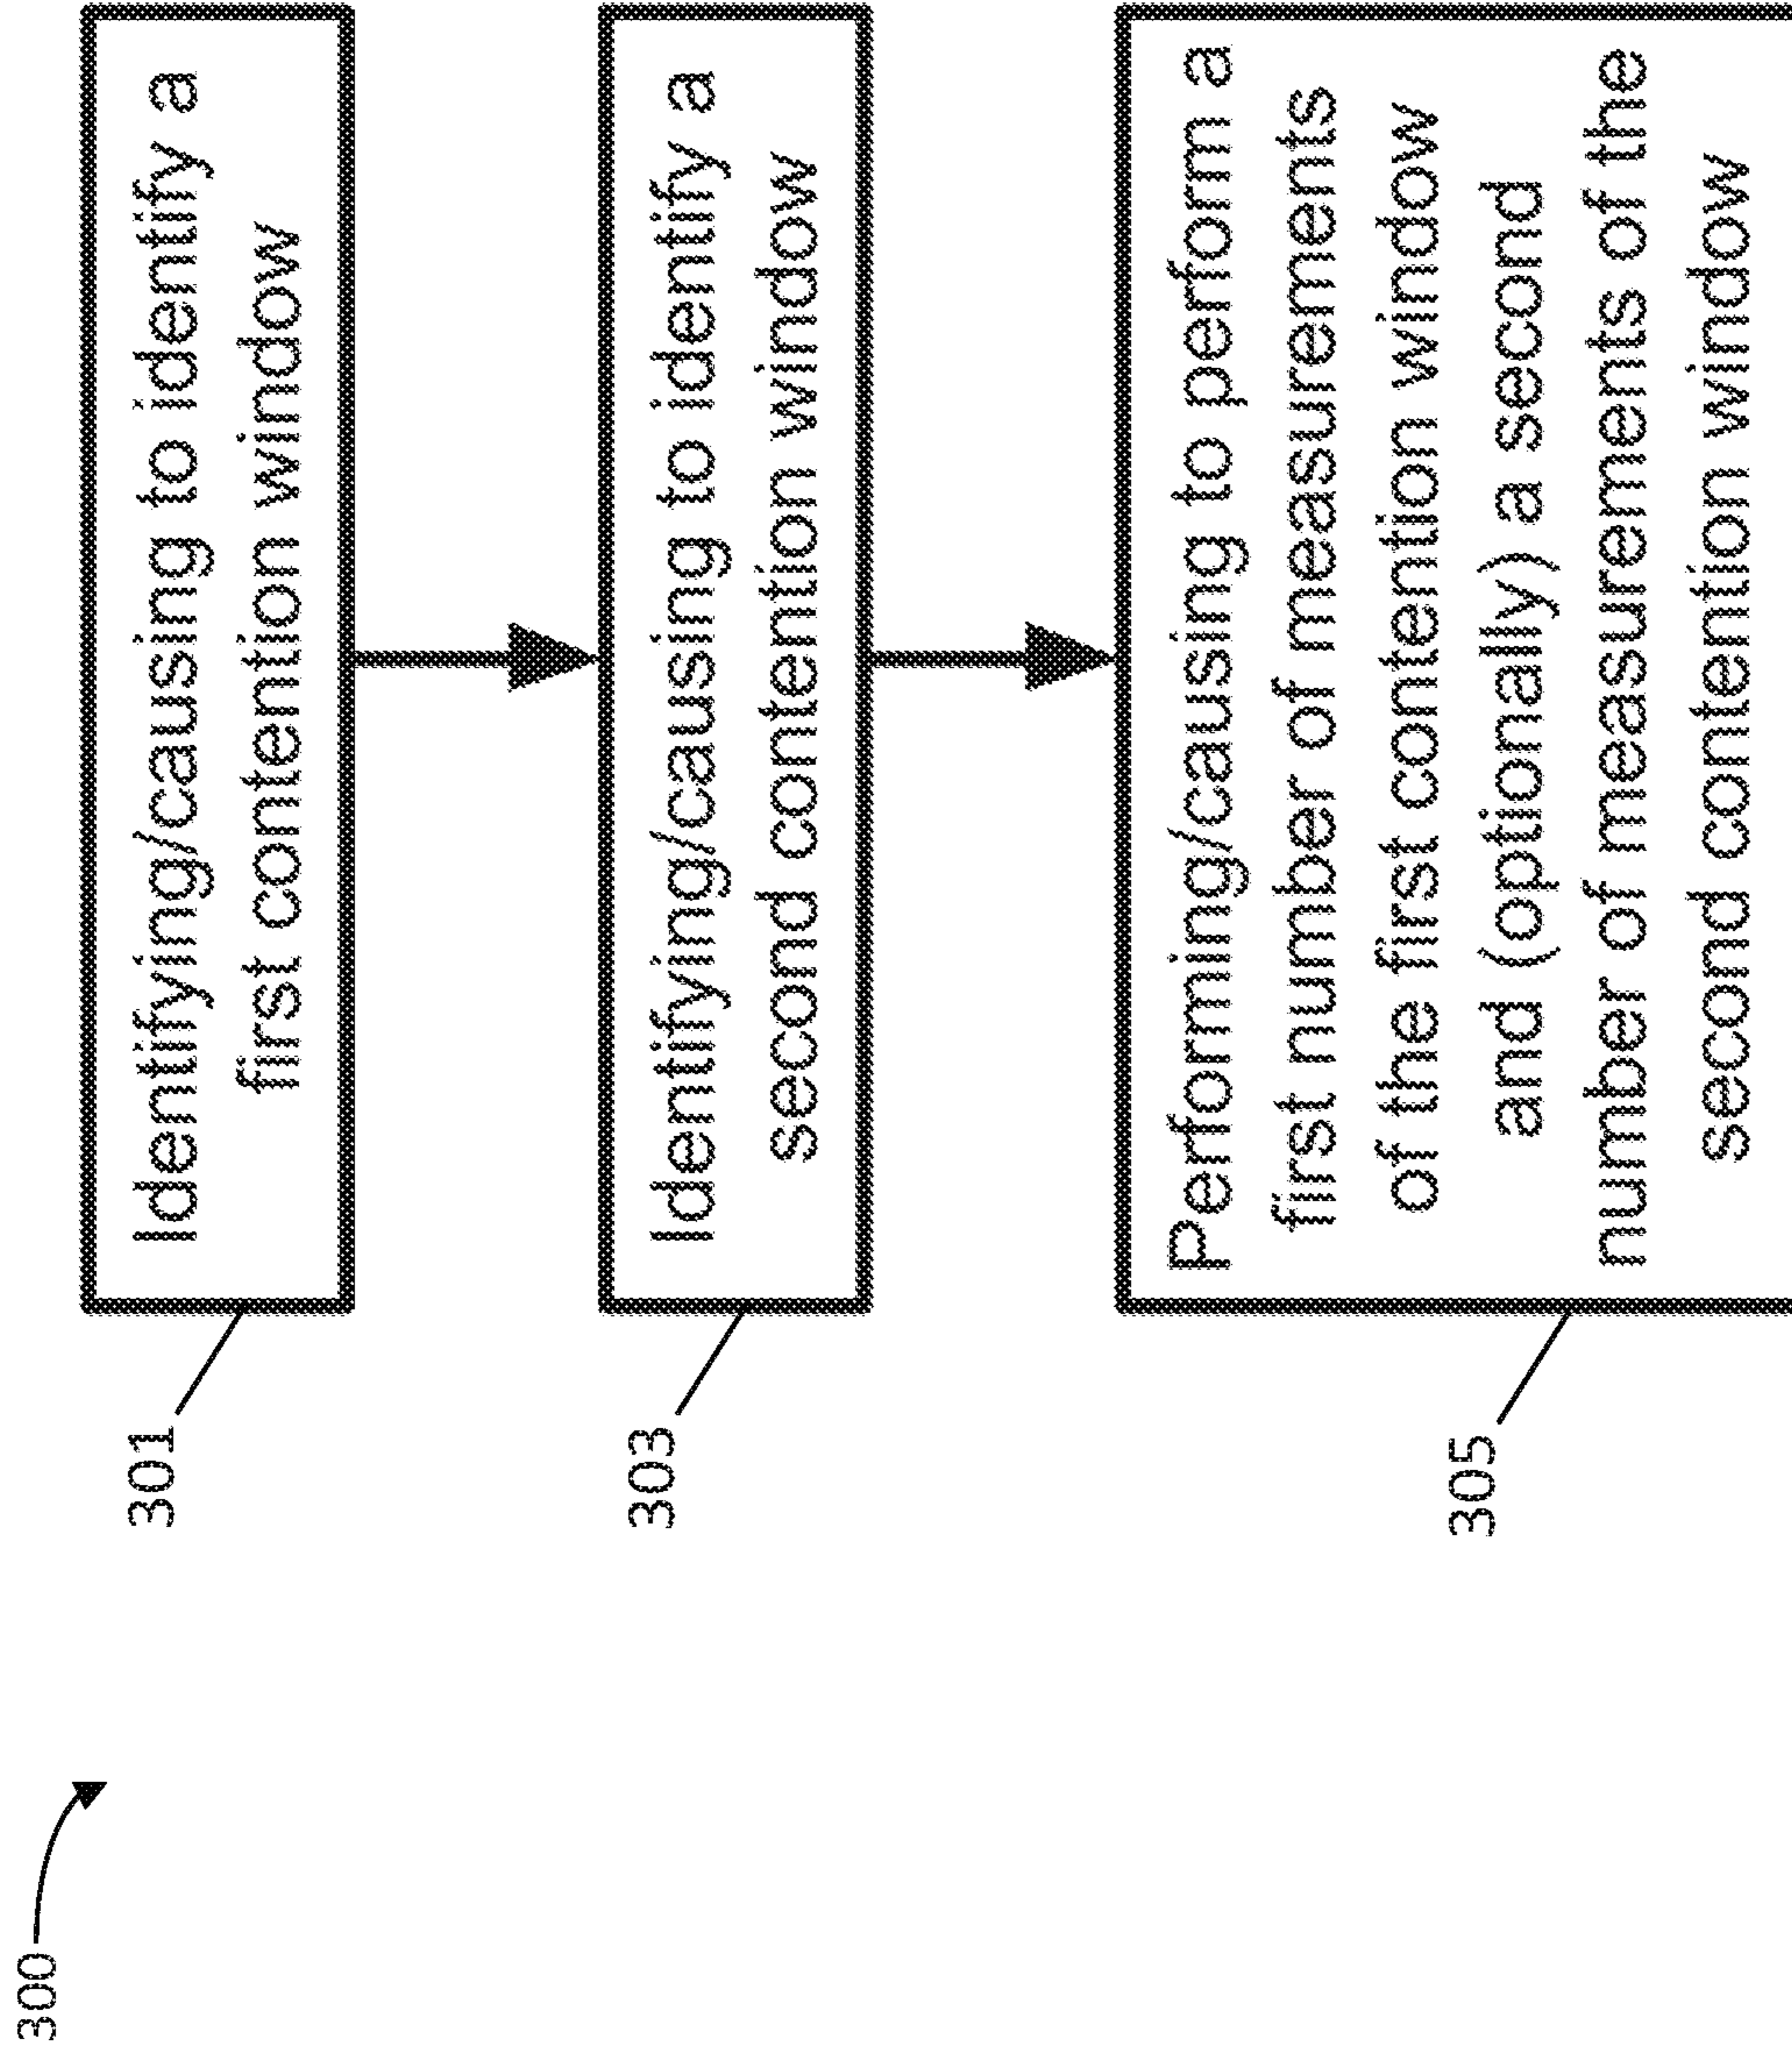 300
301
Identifying/causing to identify a
first contention window
303
Identifying/causing to identify a
second contention window
305
Performing/causing to perform a
first number of measurements
of the first contention window
and (optionally) a second
number of measurements of the
second contention window